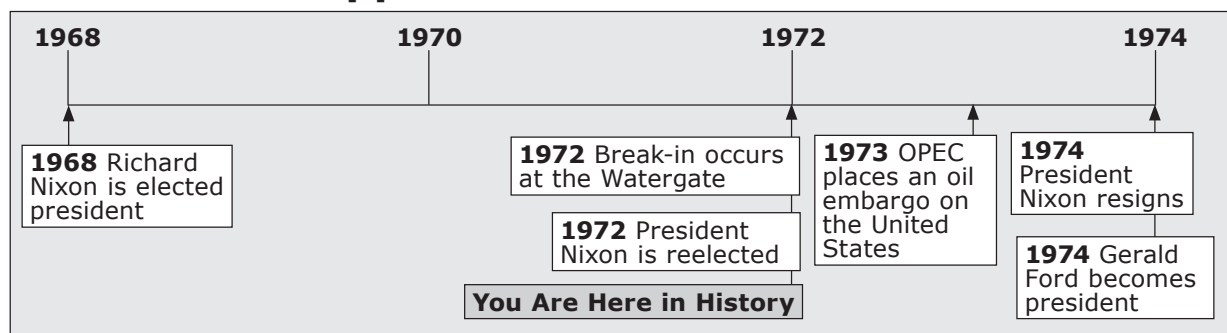 1968
1970
1972
1974
1968 Richard
Nixon is elected
president
1972 Break-in occurs
at the Watergate
1972 President
Nixon is reelected
You Are Here in History
1973 OPEC
places an oil
embargo on
the United
States
1974
President
Nixon resigns
1974 Gerald
Ford becomes
president